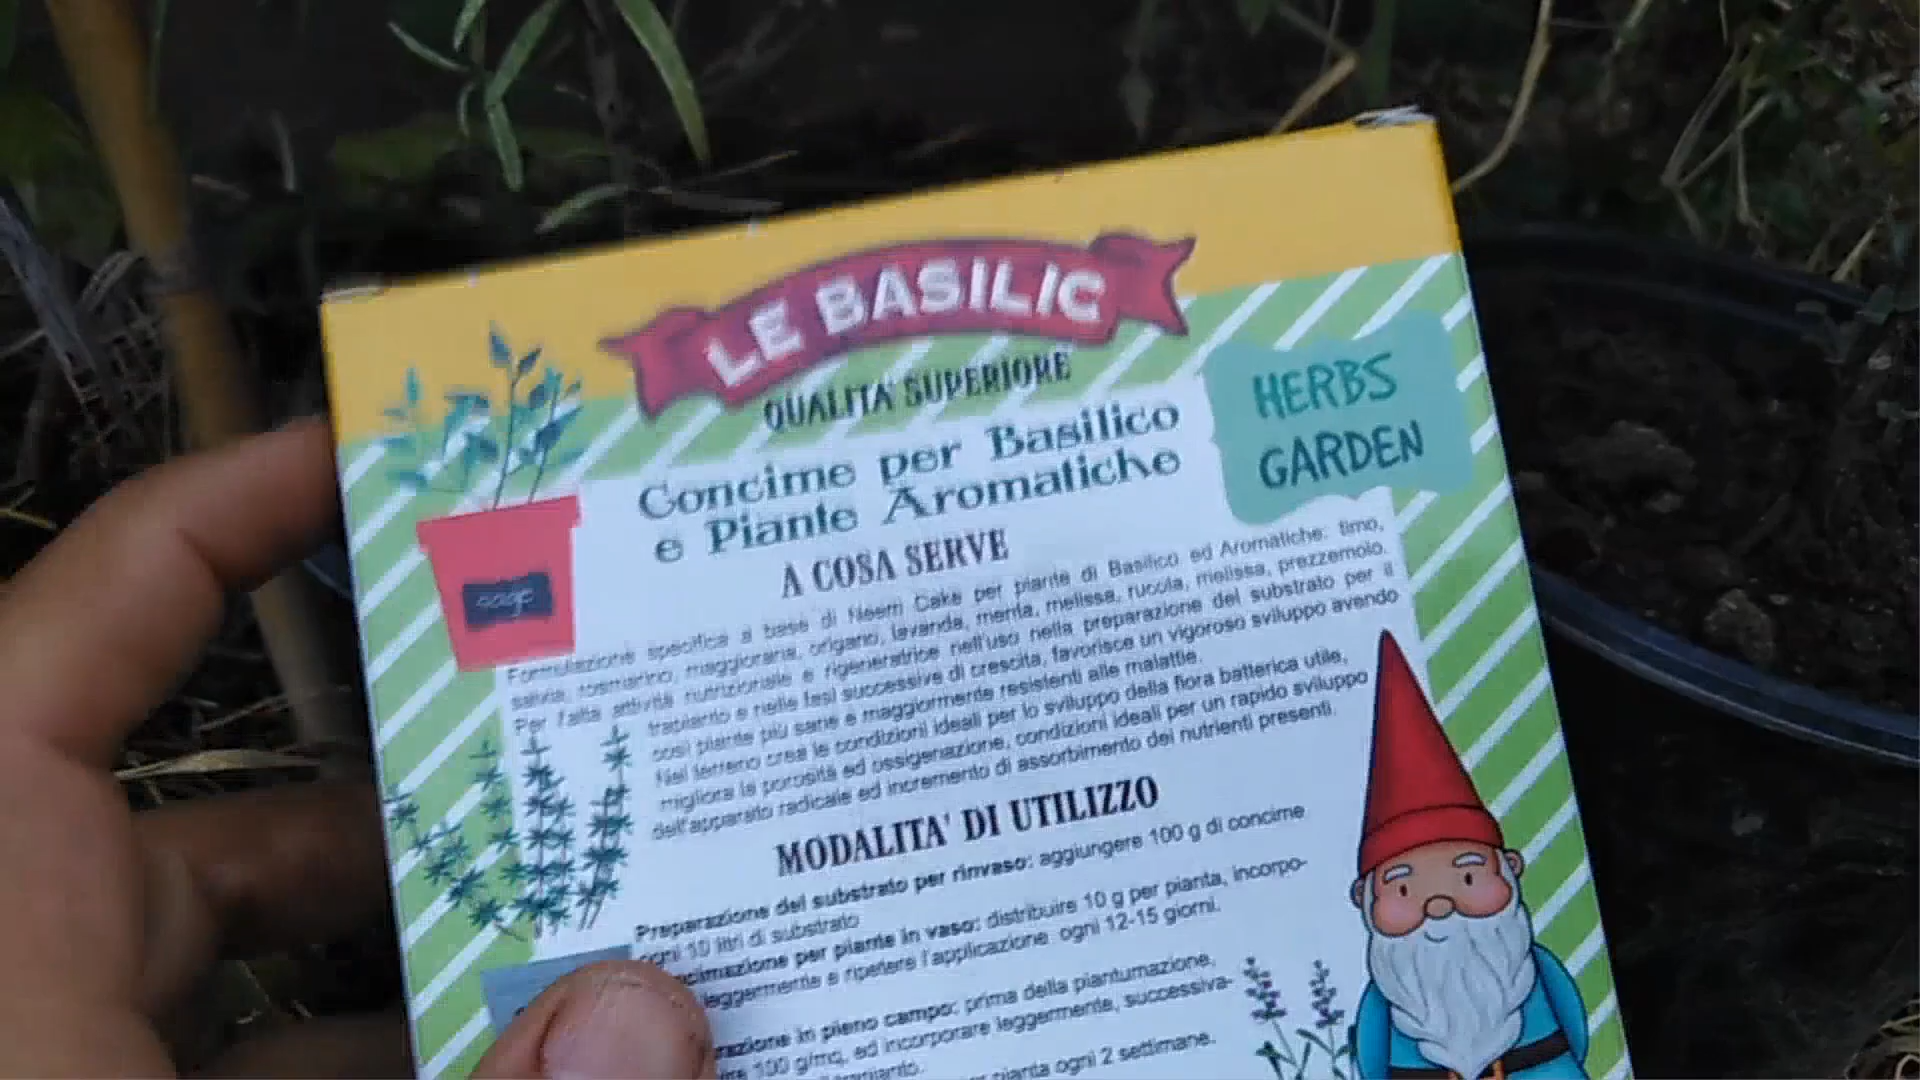 LE BASILIC
QUALITA' SUPERIORE
Concime per Basilico
e Piante Aromatiche
HERBS
GARDEN
sage
A COSA SERVE
Formulazione specifica a base di Neem Cake per piante di Basilico ed Aromatiche: timo,
salvia, rosmarino, maggiorana, origano, lavanda, menta, melissa, rucola, melissa, prezzemolo.
Per l'alta attività nutrizionale e rigeneratrice nell'uso nella preparazione del substrato per il
trapianto e nelle fasi successive di crescita, favorisce un vigoroso sviluppo avendo
così piante più sane e maggiormente resistenti alle malattie.
Nel terreno crea le condizioni ideali per lo sviluppo della flora batterica utile,
migliora la porosità ed ossigenazione, condizioni ideali per un rapido sviluppo
dell'apparato radicale ed incremento di assorbimento dei nutrienti presenti.
MODALITA' DI UTILIZZO
Preparazione del substrato per rinvaso: aggiungere 100 g di concime
ogni 10 litri di substrato
per piante in vaso: distribuire 10 g per pianta, incorpo-
leggermente e ripetere l'applicazione ogni 12-15 giorni.
in pieno campo: prima della piantumazione,
100 g/mq, ed incorporare leggermente, successiva-
pianta ogni 2 settimane.